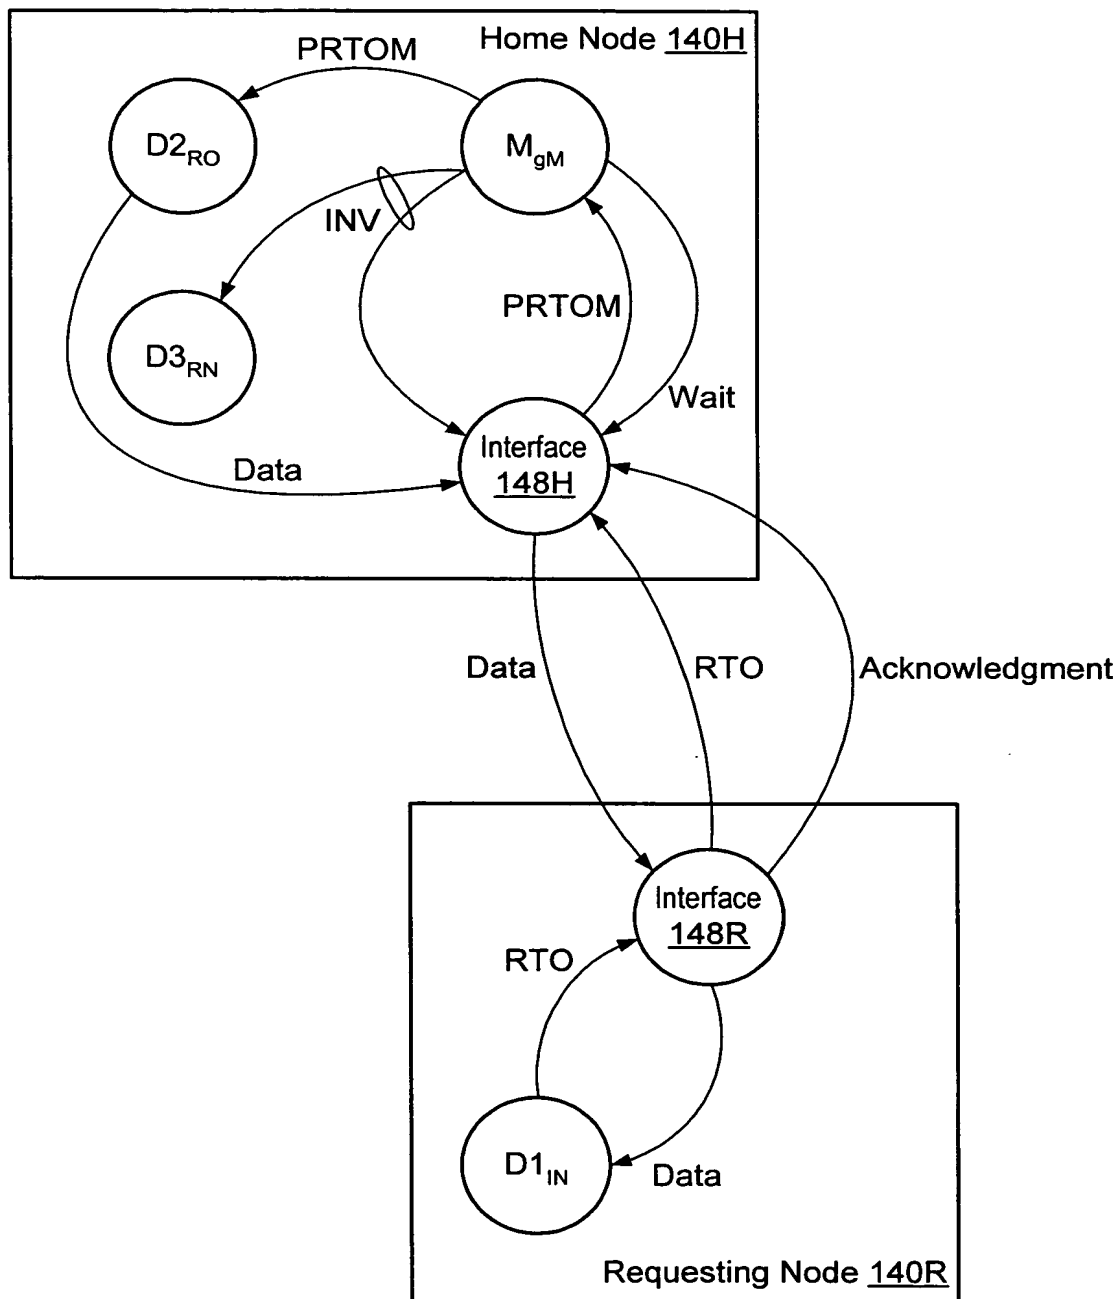 Home Node 140H
PRTOM
D2RO
MgM
INV
PRTOM
D3RN
Wait
Interface
148H
Data
Data
RTO
Acknowledgment
Interface
148R
RTO
D1IN
Data
Requesting Node 140R